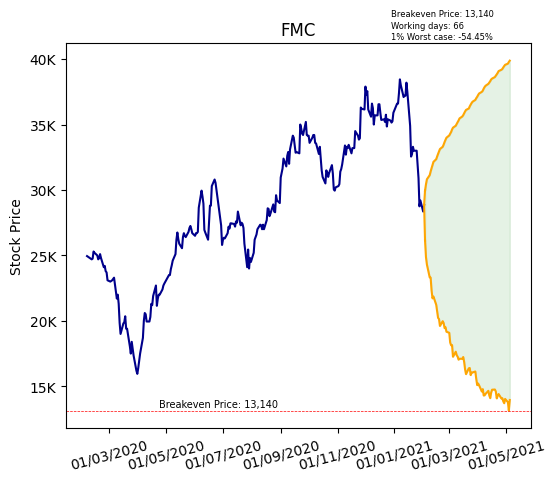 Breakeven Price: 13,140
Working days: 66
1% Worst case: -54.45%
FMC
Stock Price
40K
35K
30K
25K
20K
15K
Breakeven Price: 13,140
01/03/2020
01/05/2020
01/07/2020
01/09/2020
01/11/2020
01/01/2021
01/03/2021
01/05/2021